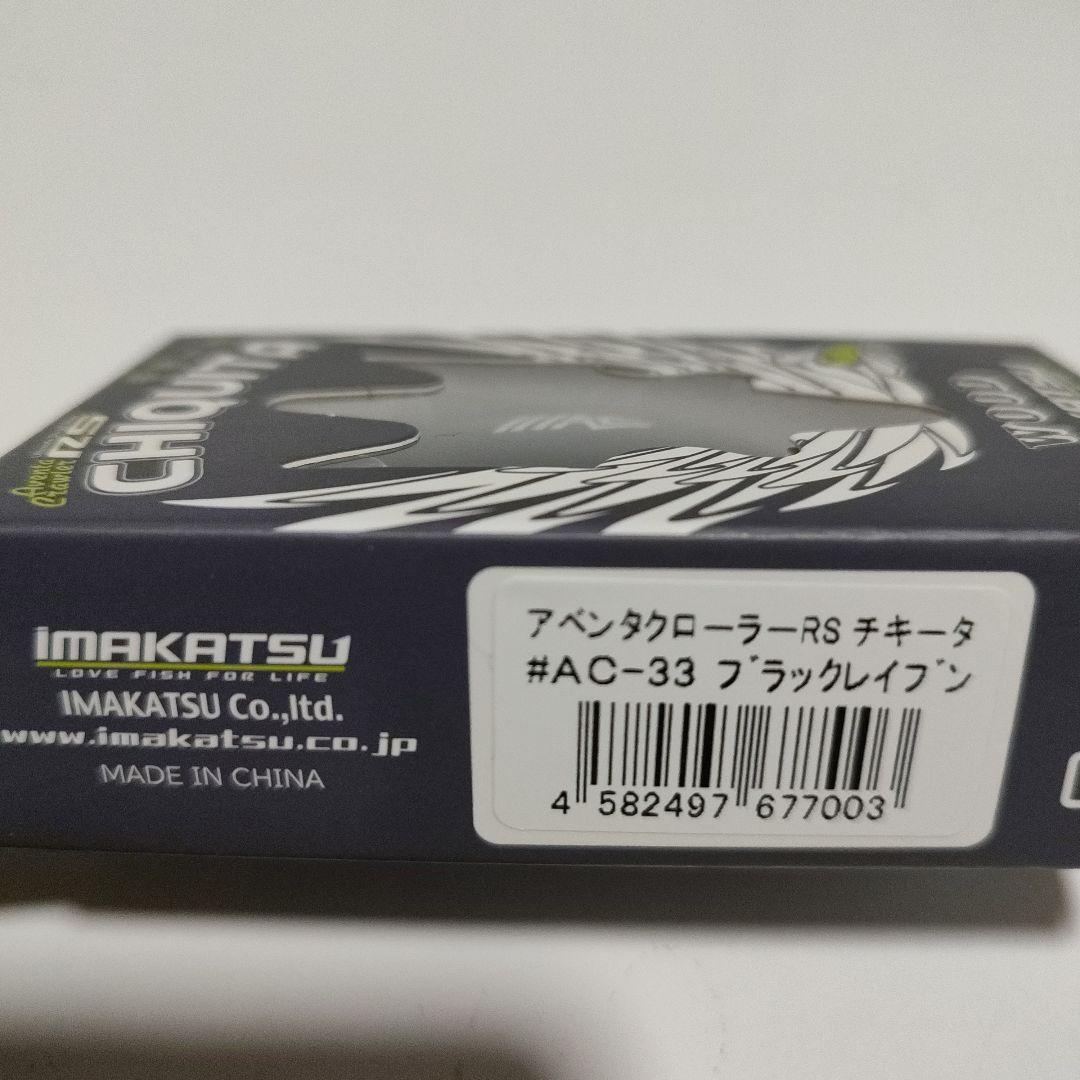 Aventa
Crawler RS
CHIQUITA
iMAKATSU
LOVE FISH FOR LIFE
IMAKATSU Co.,ltd.
www.imakatsu.co.jp
MADE IN CHINA
アベンタクローラーRS チキータ
#AC-33 ブラックレイブン
4 582497 677003